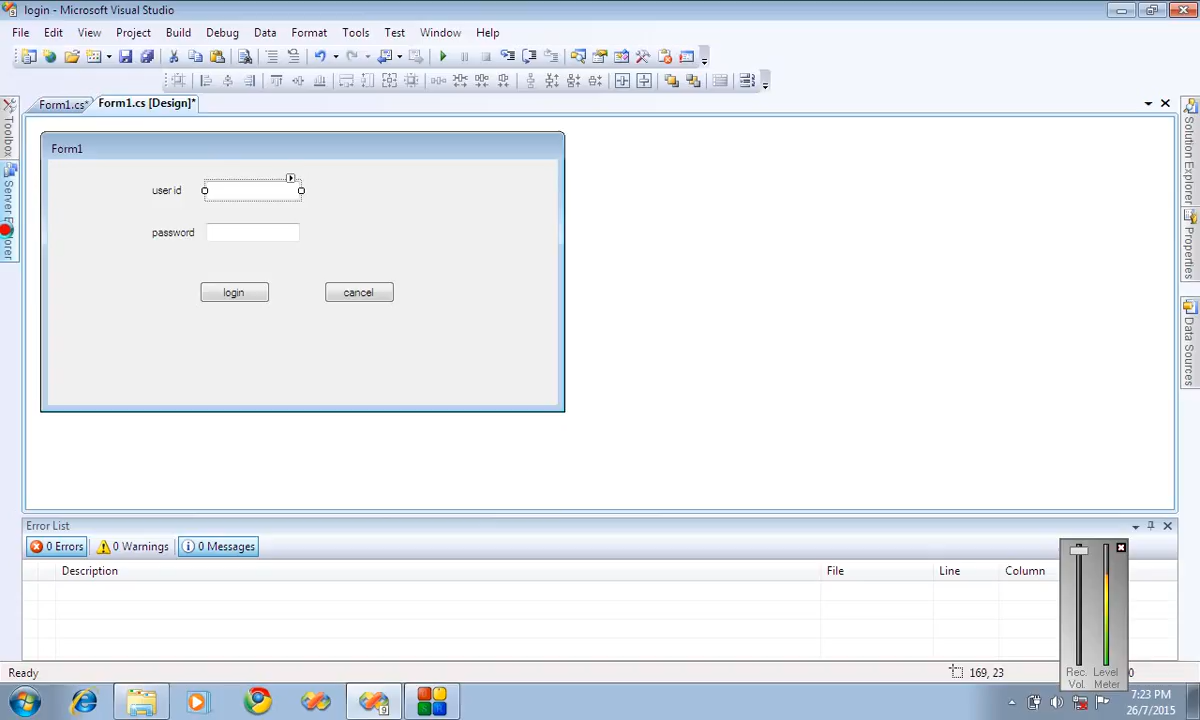 login - Microsoft Visual Studio
File Edit View Project Build Debug Data Format Tools Test Window Help
Form1.cs* Form1.cs [Design]*
Toolbox
Server Explorer
Solution Explorer
Properties
Data Sources
Form1
user id
password
login cancel
Error List
0 Errors 0 Warnings 0 Messages
Description File Line Column
Rec. Vol. Level Meter
0
Ready 169, 23
9
7:23 PM
26/7/2015